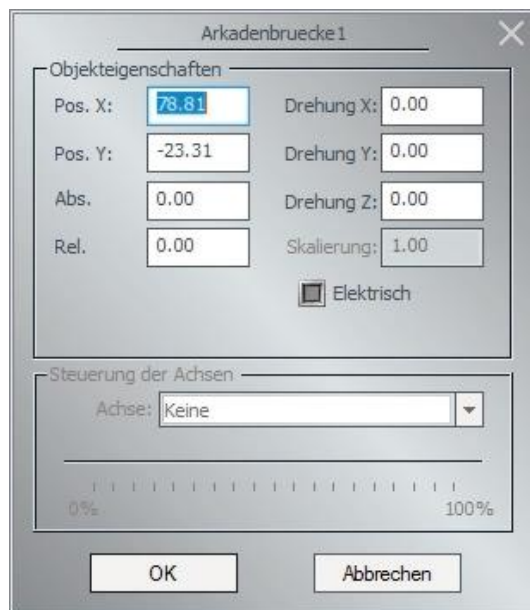 Arkadenbruecke1
Objekteigenschaften
Pos. X: 78.81 Drehung X: 0.00
Pos. Y: -23.31 Drehung Y: 0.00
Abs. 0.00 Drehung Z: 0.00
Rel. 0.00 Skalierung: 1.00
Elektrisch
Steuerung der Achsen
Achse: Keine
0% 100%
OK Abbrechen